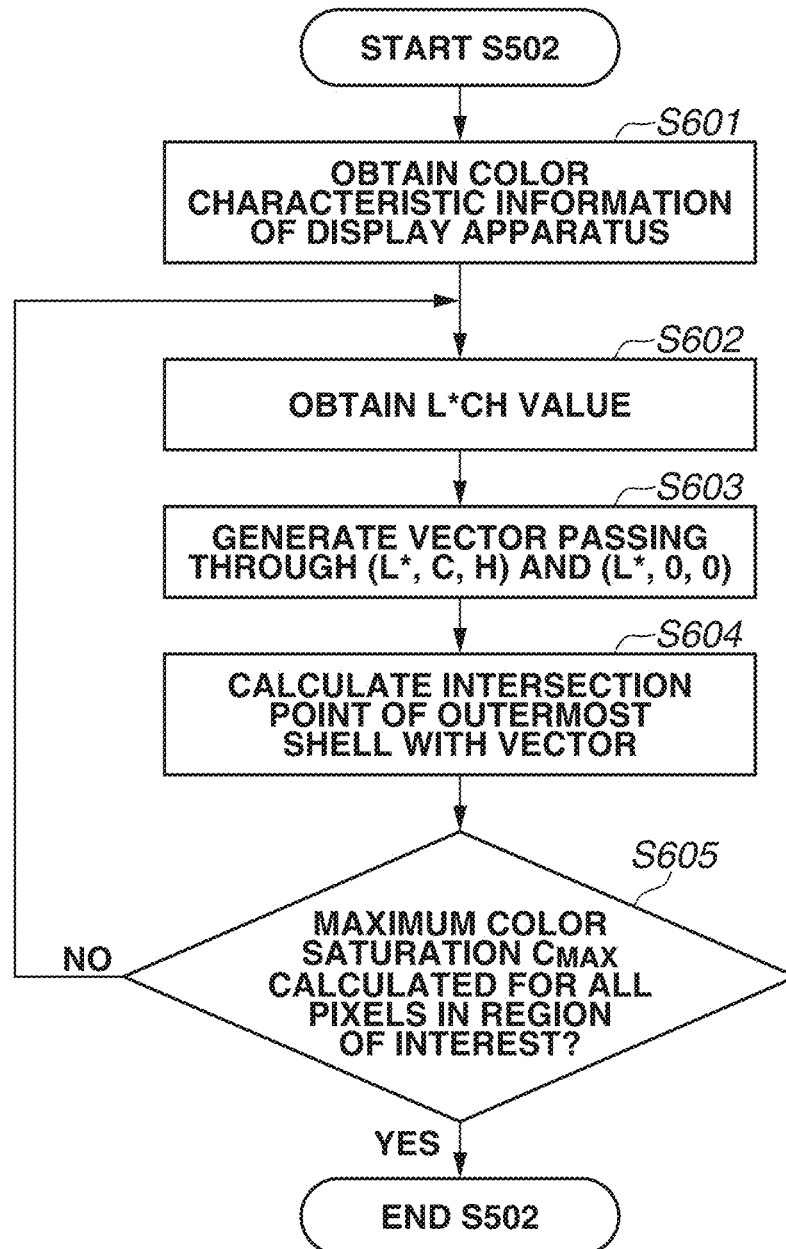 START S502
S601
OBTAIN COLOR
CHARACTERISTIC INFORMATION
OF DISPLAY APPARATUS
S602
OBTAIN L*CH VALUE
S603
GENERATE VECTOR PASSING
THROUGH (L*, C, H) AND (L*, 0, 0)
S604
CALCULATE INTERSECTION
POINT OF OUTERMOST
SHELL WITH VECTOR
S605
MAXIMUM COLOR
SATURATION CMAX
CALCULATED FOR ALL
PIXELS IN REGION
OF INTEREST?
NO
YES
END S502